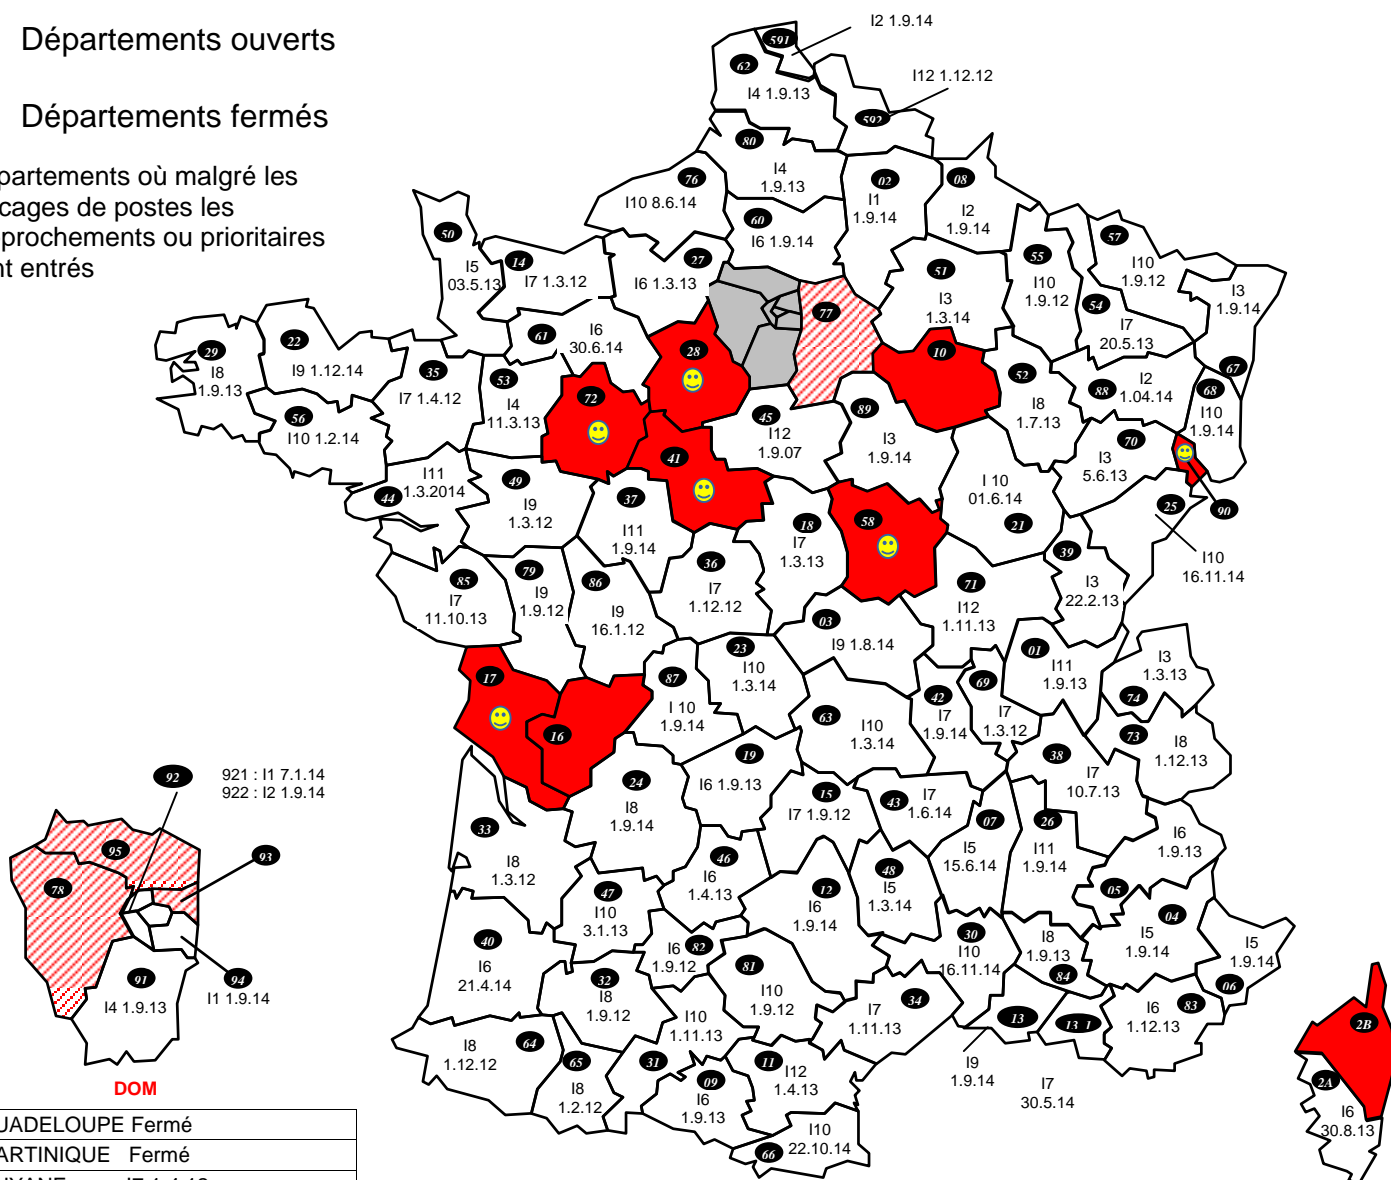 Départements ouverts
Départements fermés
partements où malgré les
cages de postes les
prochements ou prioritaires
nt entrés
591
I2 1.9.14
62
I4 1.9.13
I12 1.12.12
592
80
I4
1.9.13
76
I10 8.6.14
02
I1
1.9.14
08
I2
1.9.14
60
I6 1.9.14
50
I5
03.5.13
14
I7 1.3.12
27
I6 1.3.13
51
I3
1.3.14
55
I10
1.9.12
57
I10
1.9.12
54
I7
20.5.13
I3
1.9.14
67
77
61
I6
30.6.14
28
10
29
I8
1.9.13
22
I9 1.12.14
35
I7 1.4.12
53
I4
11.3.13
72
52
I8
1.7.13
88
I2
1.04.14
68
I10
1.9.14
56
I10 1.2.14
45
I12
1.9.07
89
I3
1.9.14
70
I3
5.6.13
90
41
44
I11
1.3.2014
49
I9
1.3.12
37
I11
1.9.14
18
I7
1.3.13
58
I 10
01.6.14
21
25
I10
16.11.14
39
I3
22.2.13
85
I7
11.10.13
79
I9
1.9.12
86
I9
16.1.12
36
I7
1.12.12
71
I12
1.11.13
03
I9 1.8.14
01
I11
1.9.13
I3
1.3.13
74
17
16
87
I 10
1.9.14
23
I10
1.3.14
63
I10
1.3.14
42
I7
1.9.14
69
I7
1.3.12
73
I8
1.12.13
38
I7
10.7.13
92
921 : I1 7.1.14
922 : I2 1.9.14
24
I8
1.9.14
19
I6 1.9.13
15
I7 1.9.12
43
I7
1.6.14
07
I5
15.6.14
26
I11
1.9.14
I6
1.9.13
05
95
93
78
33
I8
1.3.12
46
I6
1.4.13
47
I10
3.1.13
12
I6
1.9.14
48
I5
1.3.14
04
I5
1.9.14
I5
1.9.14
06
91
I4 1.9.13
94
I1 1.9.14
40
I6
21.4.14
I6
1.9.12
82
81
I10
1.9.12
30
I10
16.11.14
I8
1.9.13
84
32
I8
1.9.12
I7
1.11.13
34
13
13 1
I6
1.12.13
83
2B
I8
1.12.12
64
65
I8
1.2.12
I10
1.11.13
31
09
I6
1.9.13
11
I12
1.4.13
I9
1.9.14
I7
30.5.14
2A
I6
30.8.13
66
I10
22.10.14
DOM
UADELOUPE Fermé
ARTINIQUE Fermé